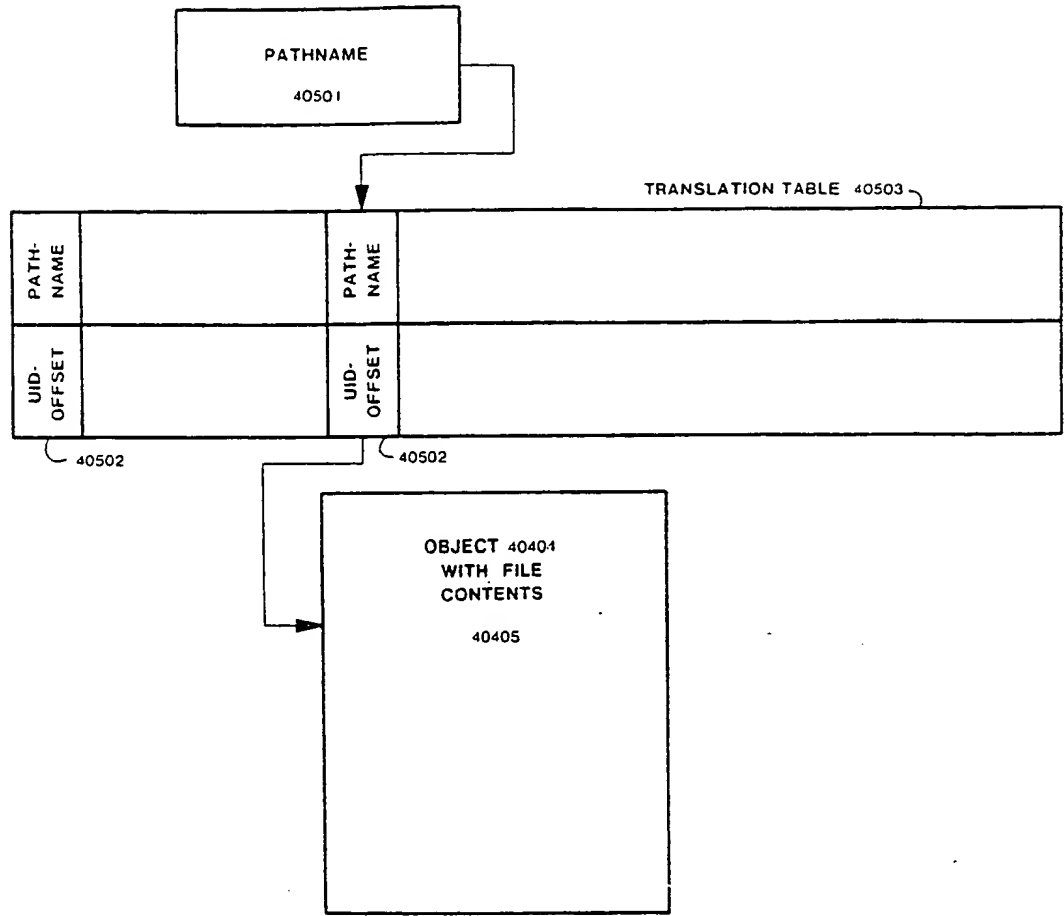 PATHNAME
40501
TRANSLATION TABLE 40503
PATH-
NAME
PATH-
NAME
UID-
OFFSET
UID-
OFFSET
40502
40502
OBJECT 40404
WITH FILE
CONTENTS
40405